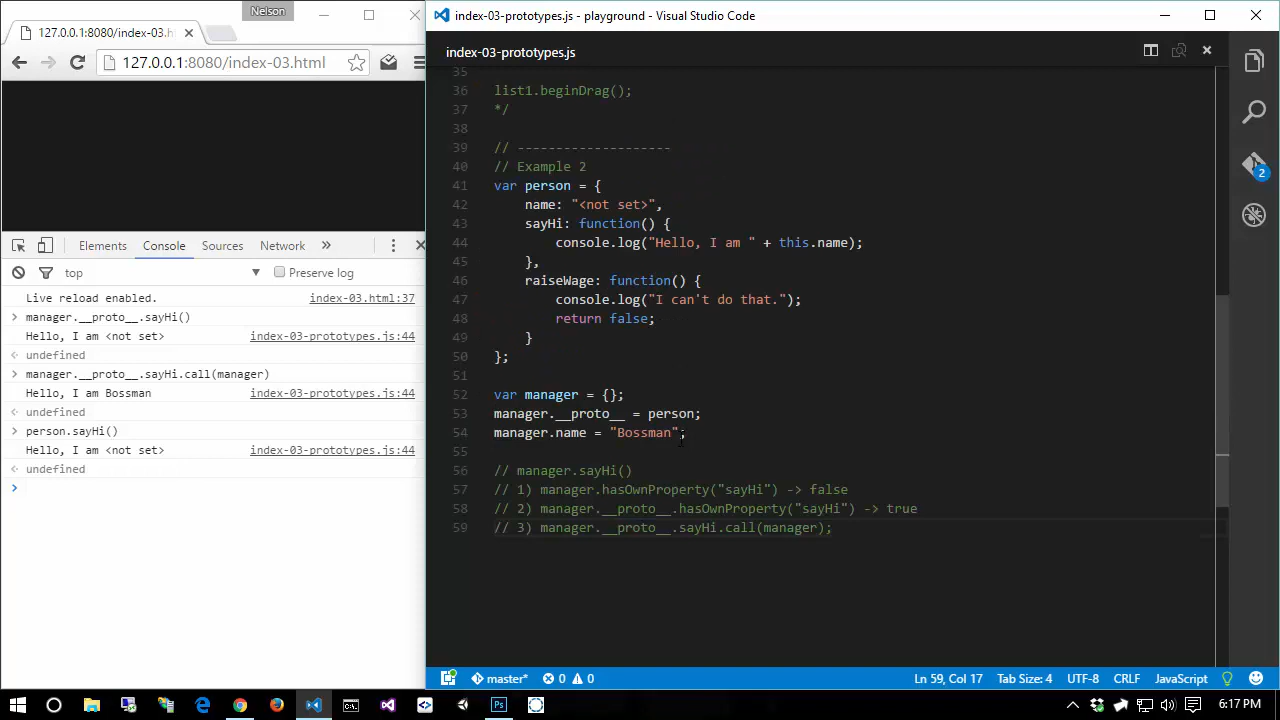 Nelson
127.0.0.1:8080/index-03.h
127.0.0.1:8080/index-03.html
Elements Console Sources Network »
top Preserve log
Live reload enabled. index-03.html:37
> manager.__proto__.sayHi()
Hello, I am <not set> index-03-prototypes.js:44
undefined
> manager.__proto__.sayHi.call(manager)
Hello, I am Bossman index-03-prototypes.js:44
undefined
> person.sayHi()
Hello, I am <not set> index-03-prototypes.js:44
undefined
>
index-03-prototypes.js - playground - Visual Studio Code
index-03-prototypes.js
35
36 list1.beginDrag();
37 */
38
39 // --------------------
40 // Example 2
41 var person = {
42 name: "<not set>",
43 sayHi: function() {
44 console.log("Hello, I am " + this.name);
45 },
46 raiseWage: function() {
47 console.log("I can't do that.");
48 return false;
49 }
50 };
51
52 var manager = {};
53 manager.__proto__ = person;
54 manager.name = "Bossman";
55
56 // manager.sayHi()
57 // 1) manager.hasOwnProperty("sayHi") -> false
58 // 2) manager.__proto__.hasOwnProperty("sayHi") -> true
59 // 3) manager.__proto__.sayHi.call(manager);
2
master* 0 0 Ln 59, Col 17 Tab Size: 4 UTF-8 CRLF JavaScript
Ps
6:17 PM